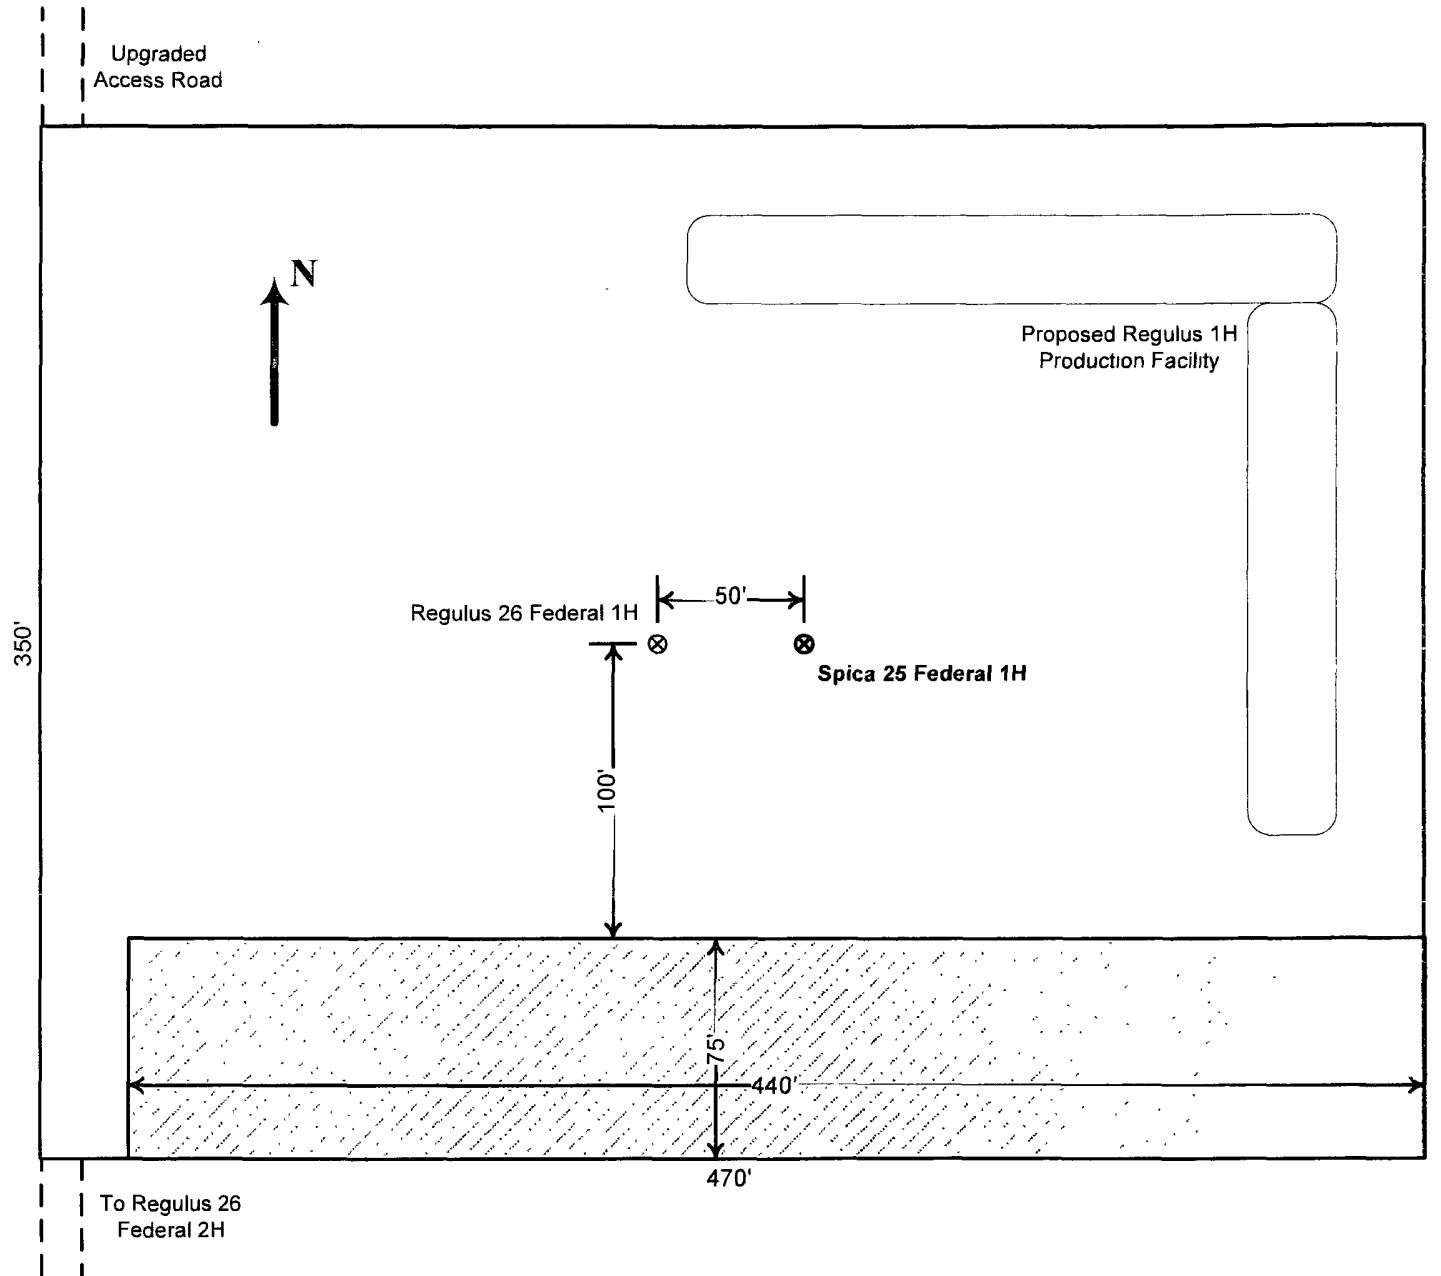 Upgraded
Access Road
N
Proposed Regulus 1H
Production Facility
50'
Regulus 26 Federal 1H
Spica 25 Federal 1H
350'
100'
75'
440'
470'
To Regulus 26
Federal 2H